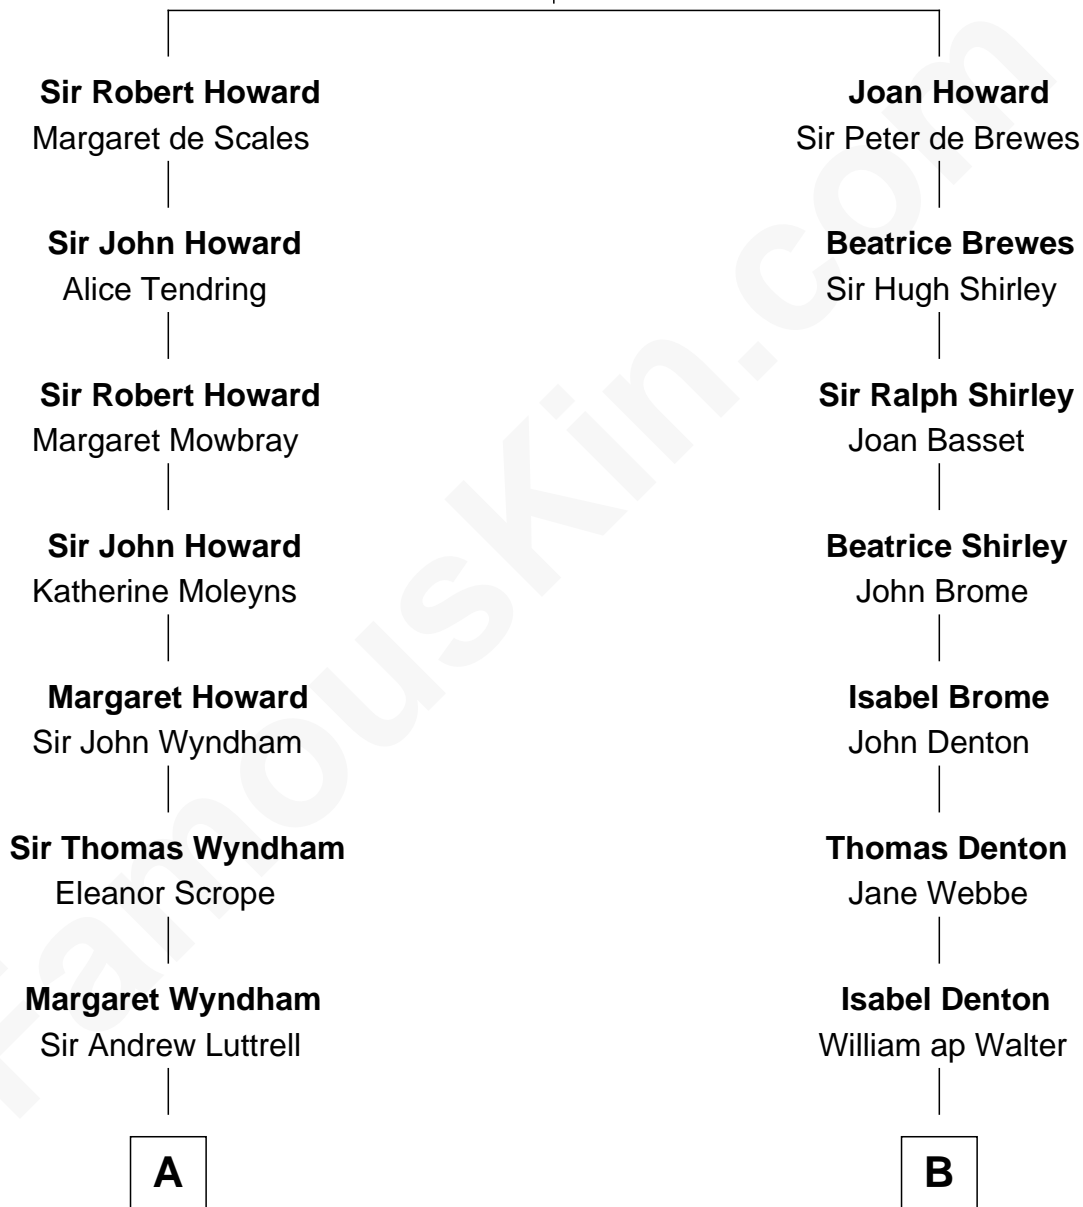 Sir Robert Howard
Margaret de Scales
Sir John Howard
Alice Tendring
Sir Robert Howard
Margaret Mowbray
Sir John Howard
Katherine Moleyns
Margaret Howard
Sir John Wyndham
Sir Thomas Wyndham
Eleanor Scrope
Margaret Wyndham
Sir Andrew Luttrell
A
Joan Howard
Sir Peter de Brewes
Beatrice Brewes
Sir Hugh Shirley
Sir Ralph Shirley
Joan Basset
Beatrice Shirley
John Brome
Isabel Brome
John Denton
Thomas Denton
Jane Webbe
Isabel Denton
William ap Walter
B
FamousKin.com